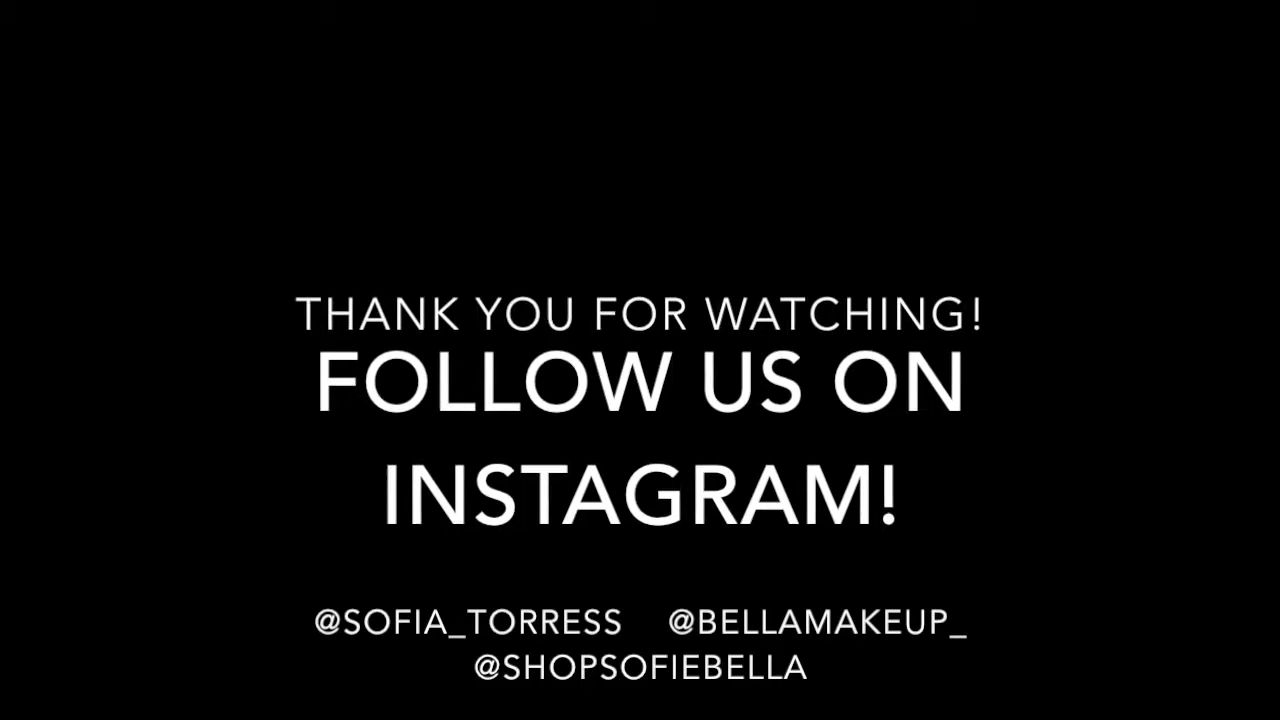 THANK YOU FOR WATCHING!
FOLLOW US ON
INSTAGRAM!
@SOFIA_TORRESS @BELLAMAKEUP_
@SHOPSOFIEBELLA